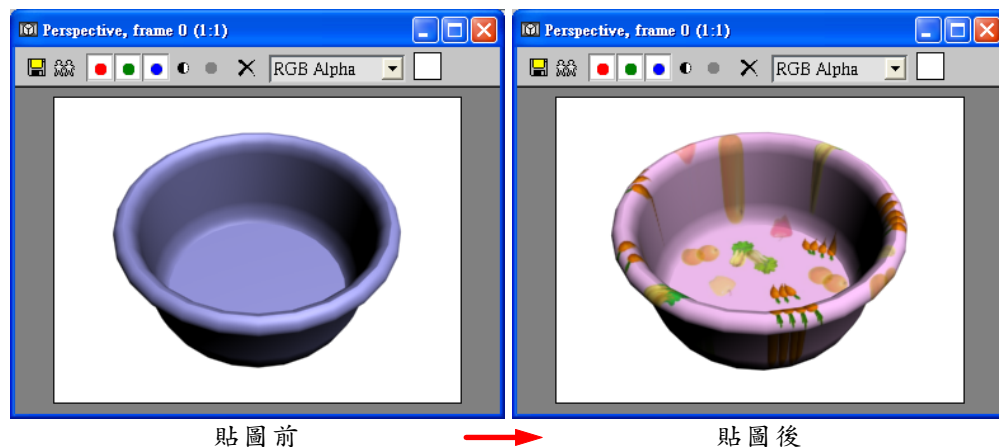 Perspective, frame 0 (1:1)
RGB Alpha
Perspective, frame 0 (1:1)
RGB Alpha
貼圖前
貼圖後